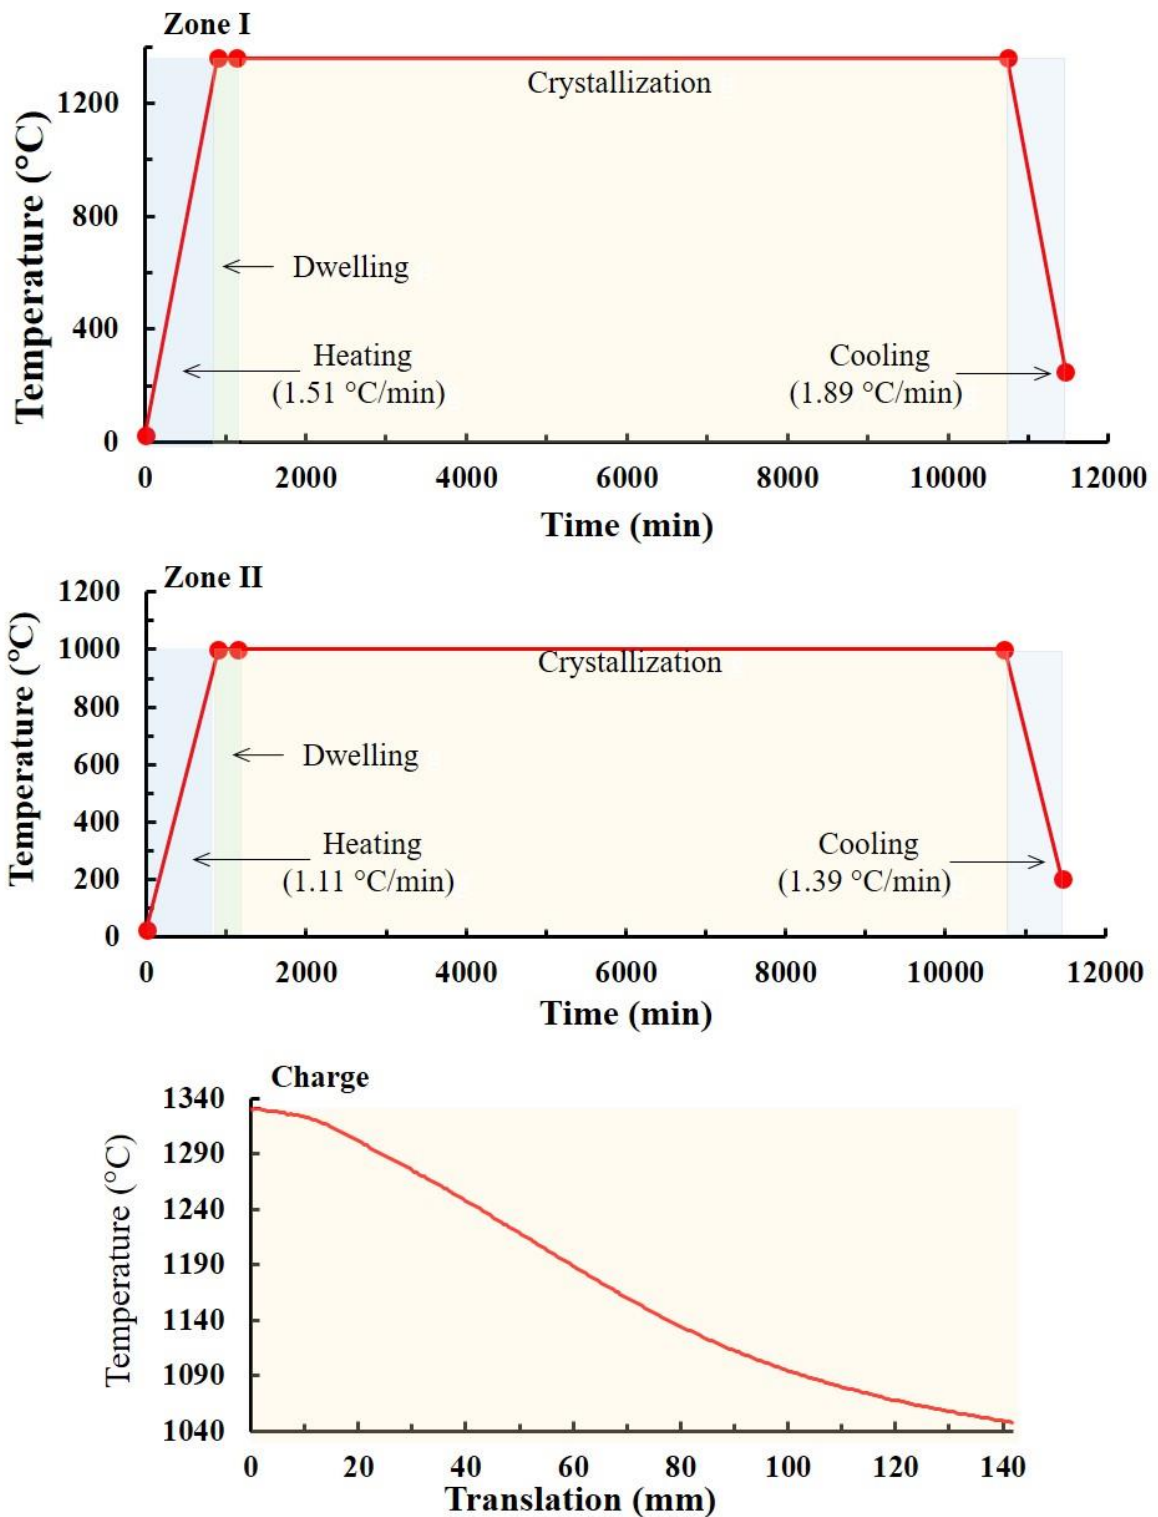 Zone I
1200
800
400
0
Temperature (°C)
Crystallization
Dwelling
Heating
(1.51 °C/min)
Cooling
(1.89 °C/min)
0 2000 4000 6000 8000 10000 12000
Time (min)
Zone II
1200
1000
800
600
400
200
0
Temperature (°C)
Crystallization
Dwelling
Heating
(1.11 °C/min)
Cooling
(1.39 °C/min)
0 2000 4000 6000 8000 10000 12000
Time (min)
Charge
1340
1290
1240
1190
1140
1090
1040
Temperature (°C)
0 20 40 60 80 100 120 140
Translation (mm)